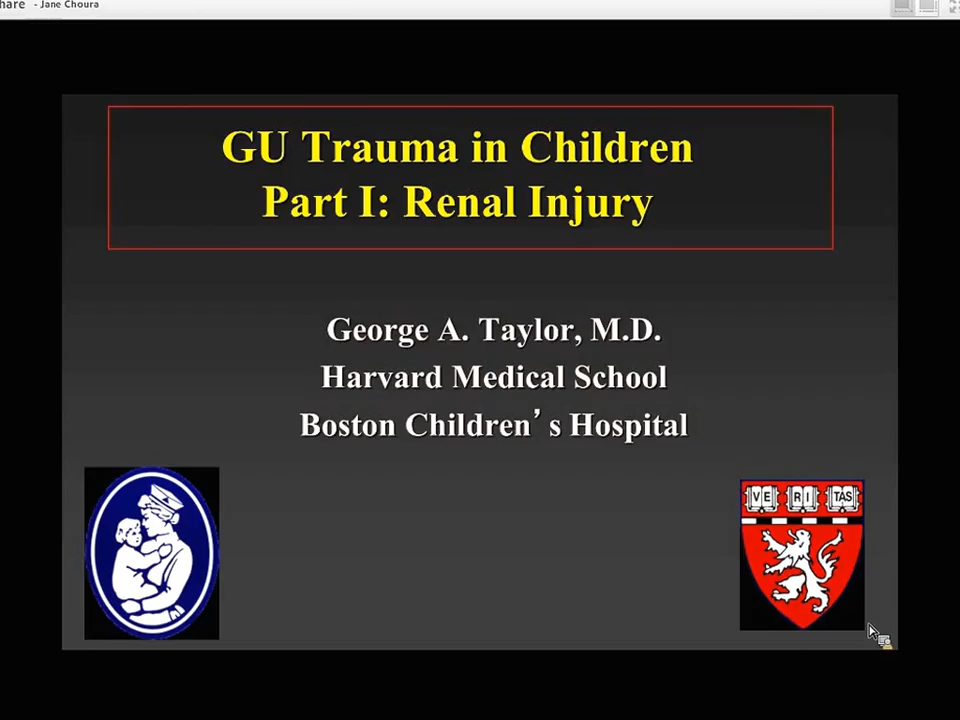 hare - Jane Choura
GU Trauma in Children
Part I: Renal Injury
George A. Taylor, M.D.
Harvard Medical School
Boston Children’s Hospital
VE RI TAS